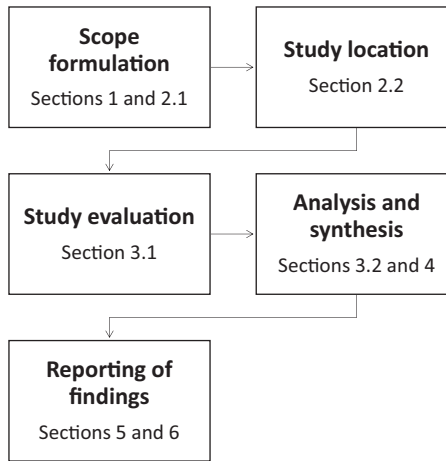 Scope
formulation
Sections 1 and 2.1
Study location
Section 2.2
Study evaluation
Section 3.1
Analysis and
synthesis
Sections 3.2 and 4
Reporting of
findings
Sections 5 and 6